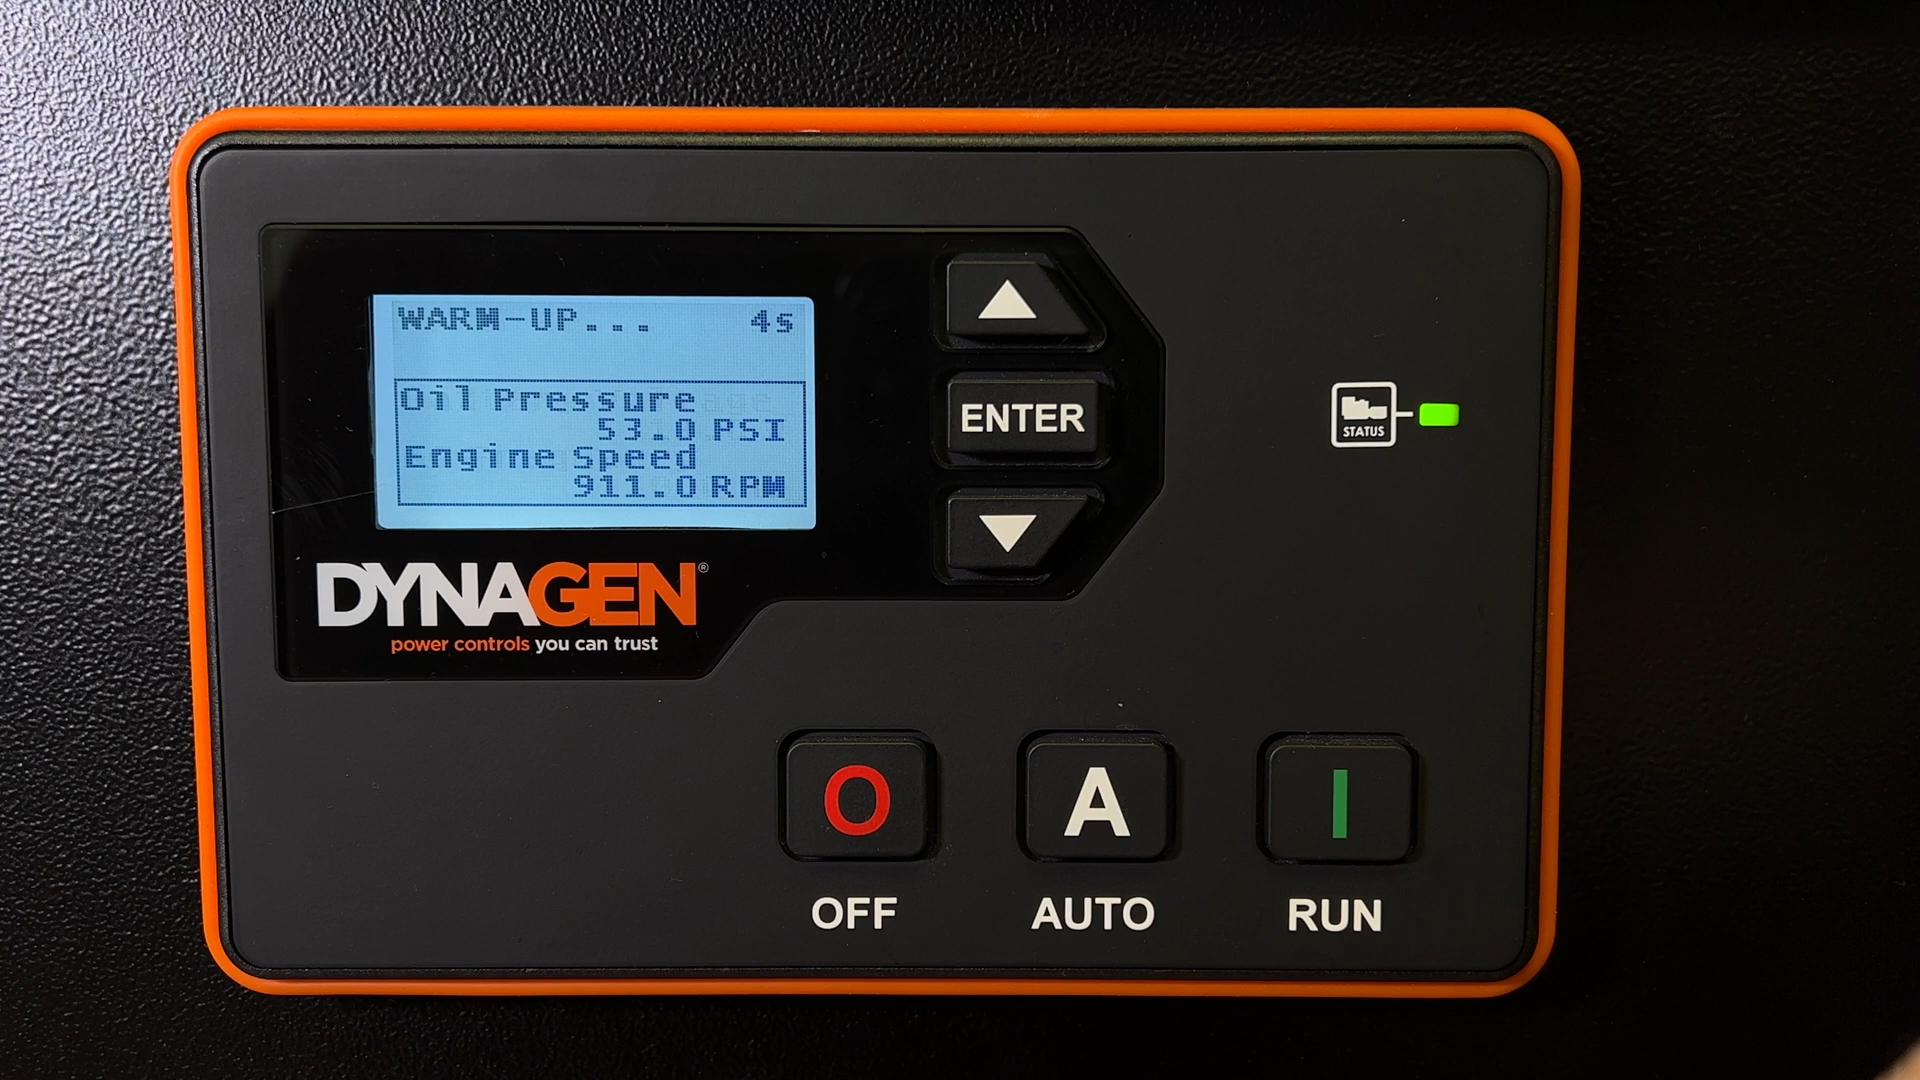 WARM-UP... 4s
Oil Pressure
53.0 PSI
Engine Speed
911.0 RPM
ENTER
STATUS
DYNAGEN®
power controls you can trust
O A I
OFF AUTO RUN